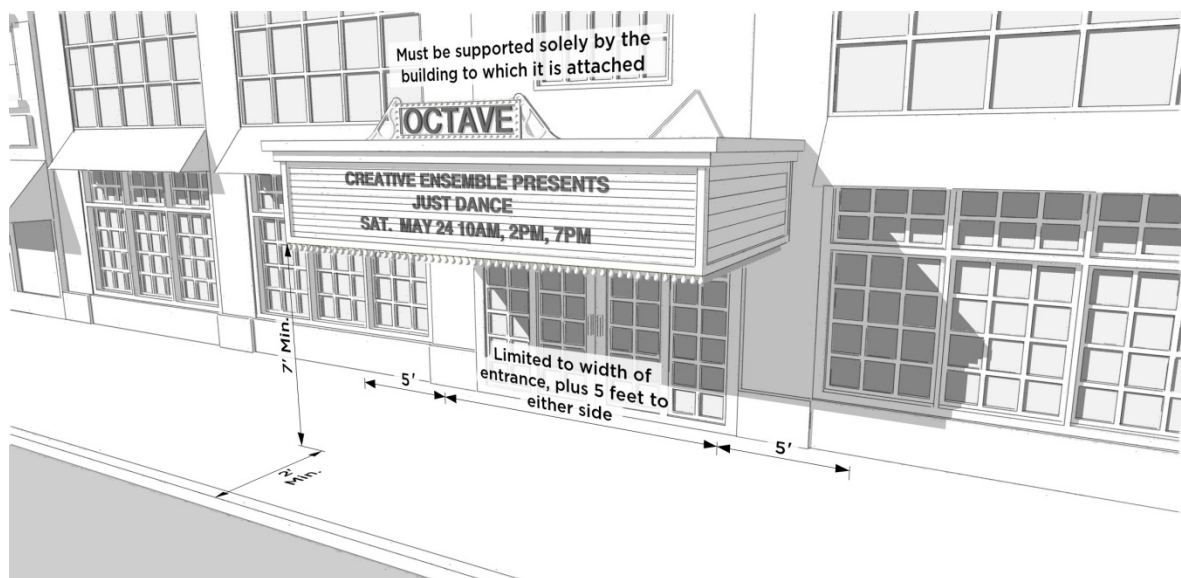 Must be supported solely by the
building to which it is attached
OCTAVE
CREATIVE ENSEMBLE PRESENTS
JUST DANCE
SAT. MAY 24 10AM, 2PM, 7PM
7' Min.
Limited to width of
entrance, plus 5 feet to
either side
5'
5'
2'
Min.